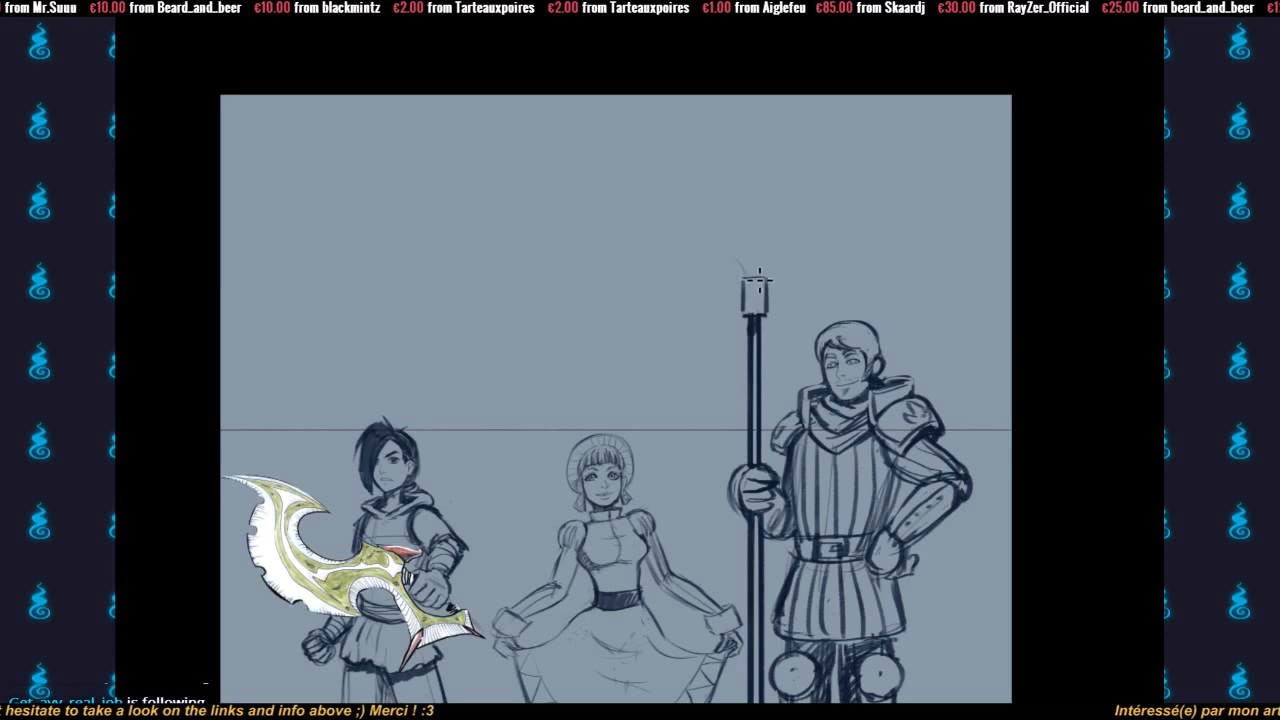 from Mr.Suuu €10.00 from Beard_and_beer €10.00 from blackmintz €2.00 from Tarteauxpoires €2.00 from Tarteauxpoires €1.00 from Aiglefeu €85.00 from Skaardj €30.00 from RayZer_Official €25.00 from beard_and_beer
is following
hesitate to take a look on the links and info above ;) Merci ! :3
Intéressé(e) par mon